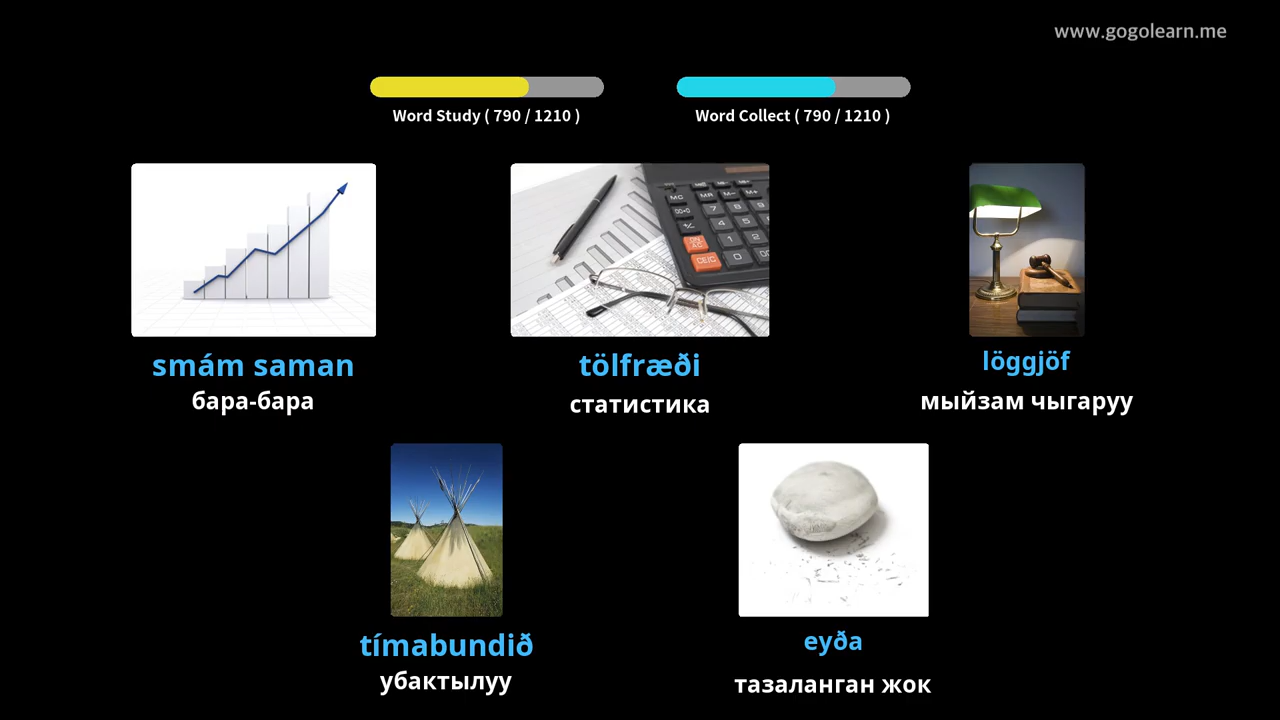 www.gogolearn.me
Word Study ( 790 / 1210 )
Word Collect ( 790 / 1210 )
smám saman
бара-бара
tölfræði
статистика
löggjöf
мыйзам чыгаруу
tímabundið
убактылуу
eyða
тазаланган жок